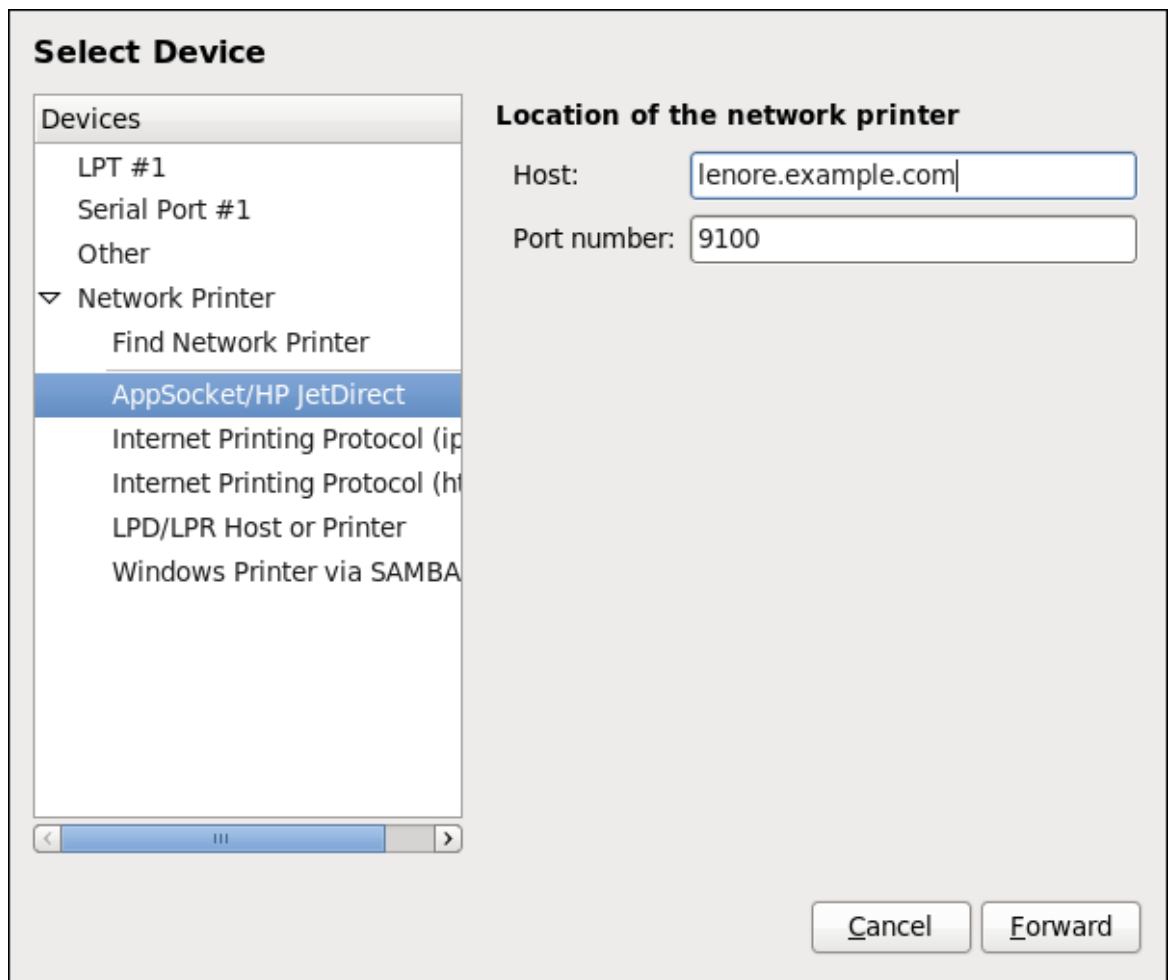 Select Device
Devices
LPT #1
Serial Port #1
Other
Network Printer
Find Network Printer
AppSocket/HP JetDirect
Internet Printing Protocol (ip
Internet Printing Protocol (ht
LPD/LPR Host or Printer
Windows Printer via SAMBA
Location of the network printer
Host: lenore.example.com
Port number: 9100
Cancel Forward